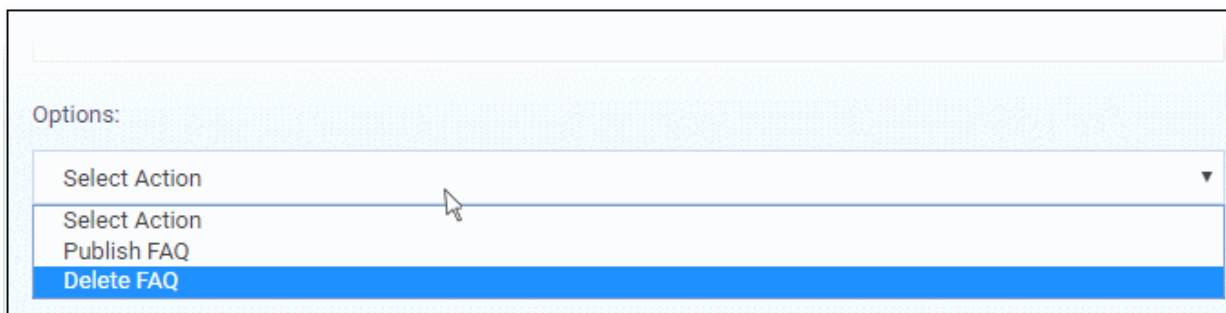 Options:
Select Action
Select Action
Publish FAQ
Delete FAQ